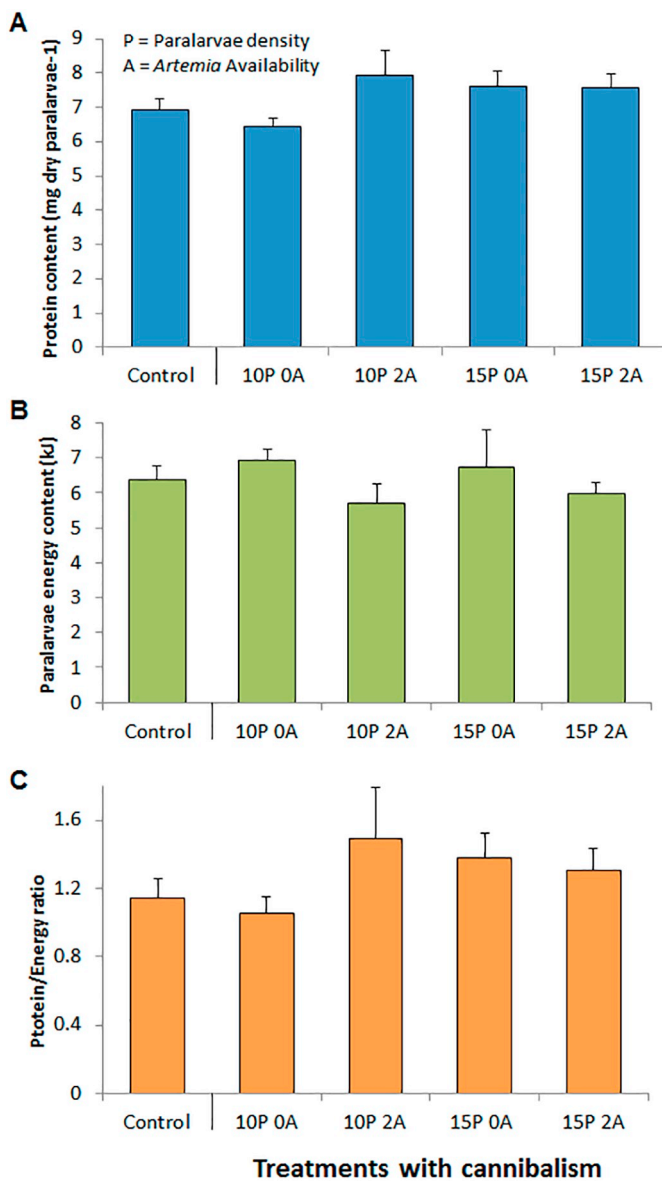 A
P = Paralarvae density
A = Artemia Availability
Protein content (mg dry paralarvae-1)
9
8
7
6
5
4
3
2
1
0
Control
10P 0A
10P 2A
15P 0A
15P 2A
B
Paralarvae energy content (kJ)
8
7
6
5
4
3
2
1
0
Control
10P 0A
10P 2A
15P 0A
15P 2A
C
Ptotein/Energy ratio
1.6
1.2
0.8
0.4
0
Control
10P 0A
10P 2A
15P 0A
15P 2A
Treatments with cannibalism